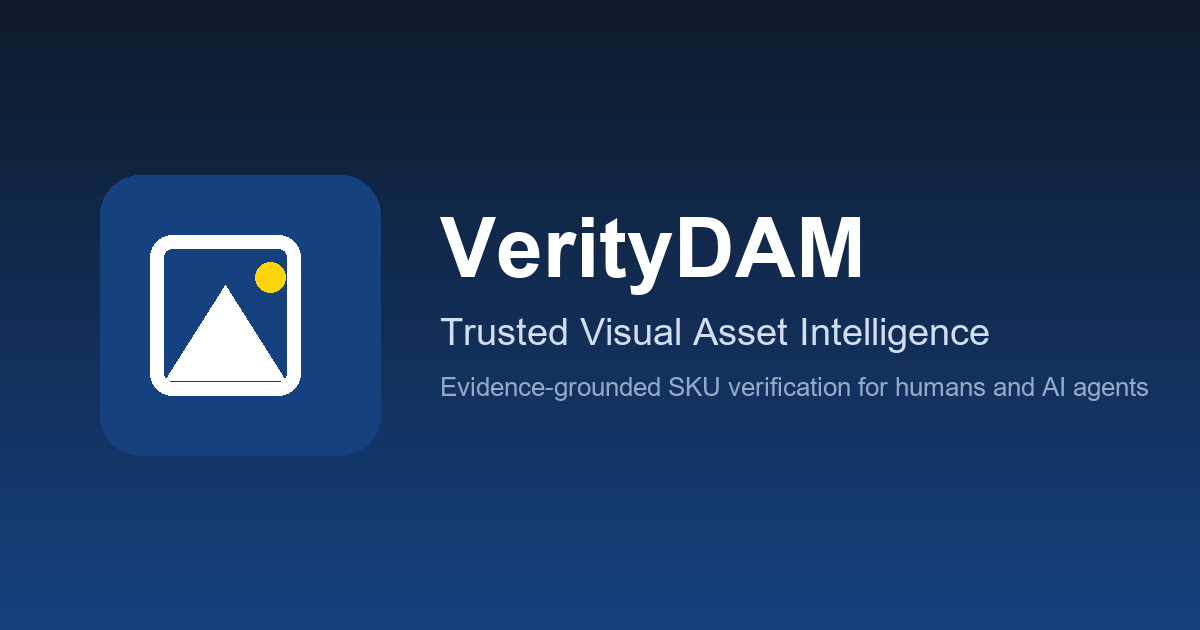 VerityDAM
Trusted Visual Asset Intelligence
Evidence-grounded SKU verification for humans and AI agents